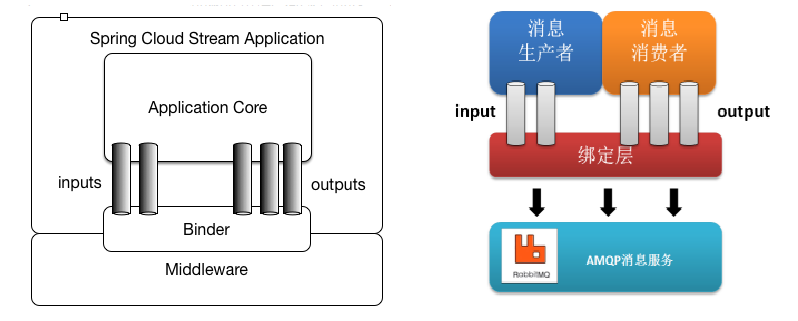 Spring Cloud Stream Application
Application Core
inputs
outputs
Binder
Middleware
消息
生产者
消息
消费者
input
output
绑定层
RabbitMQ
AMQP消息服务